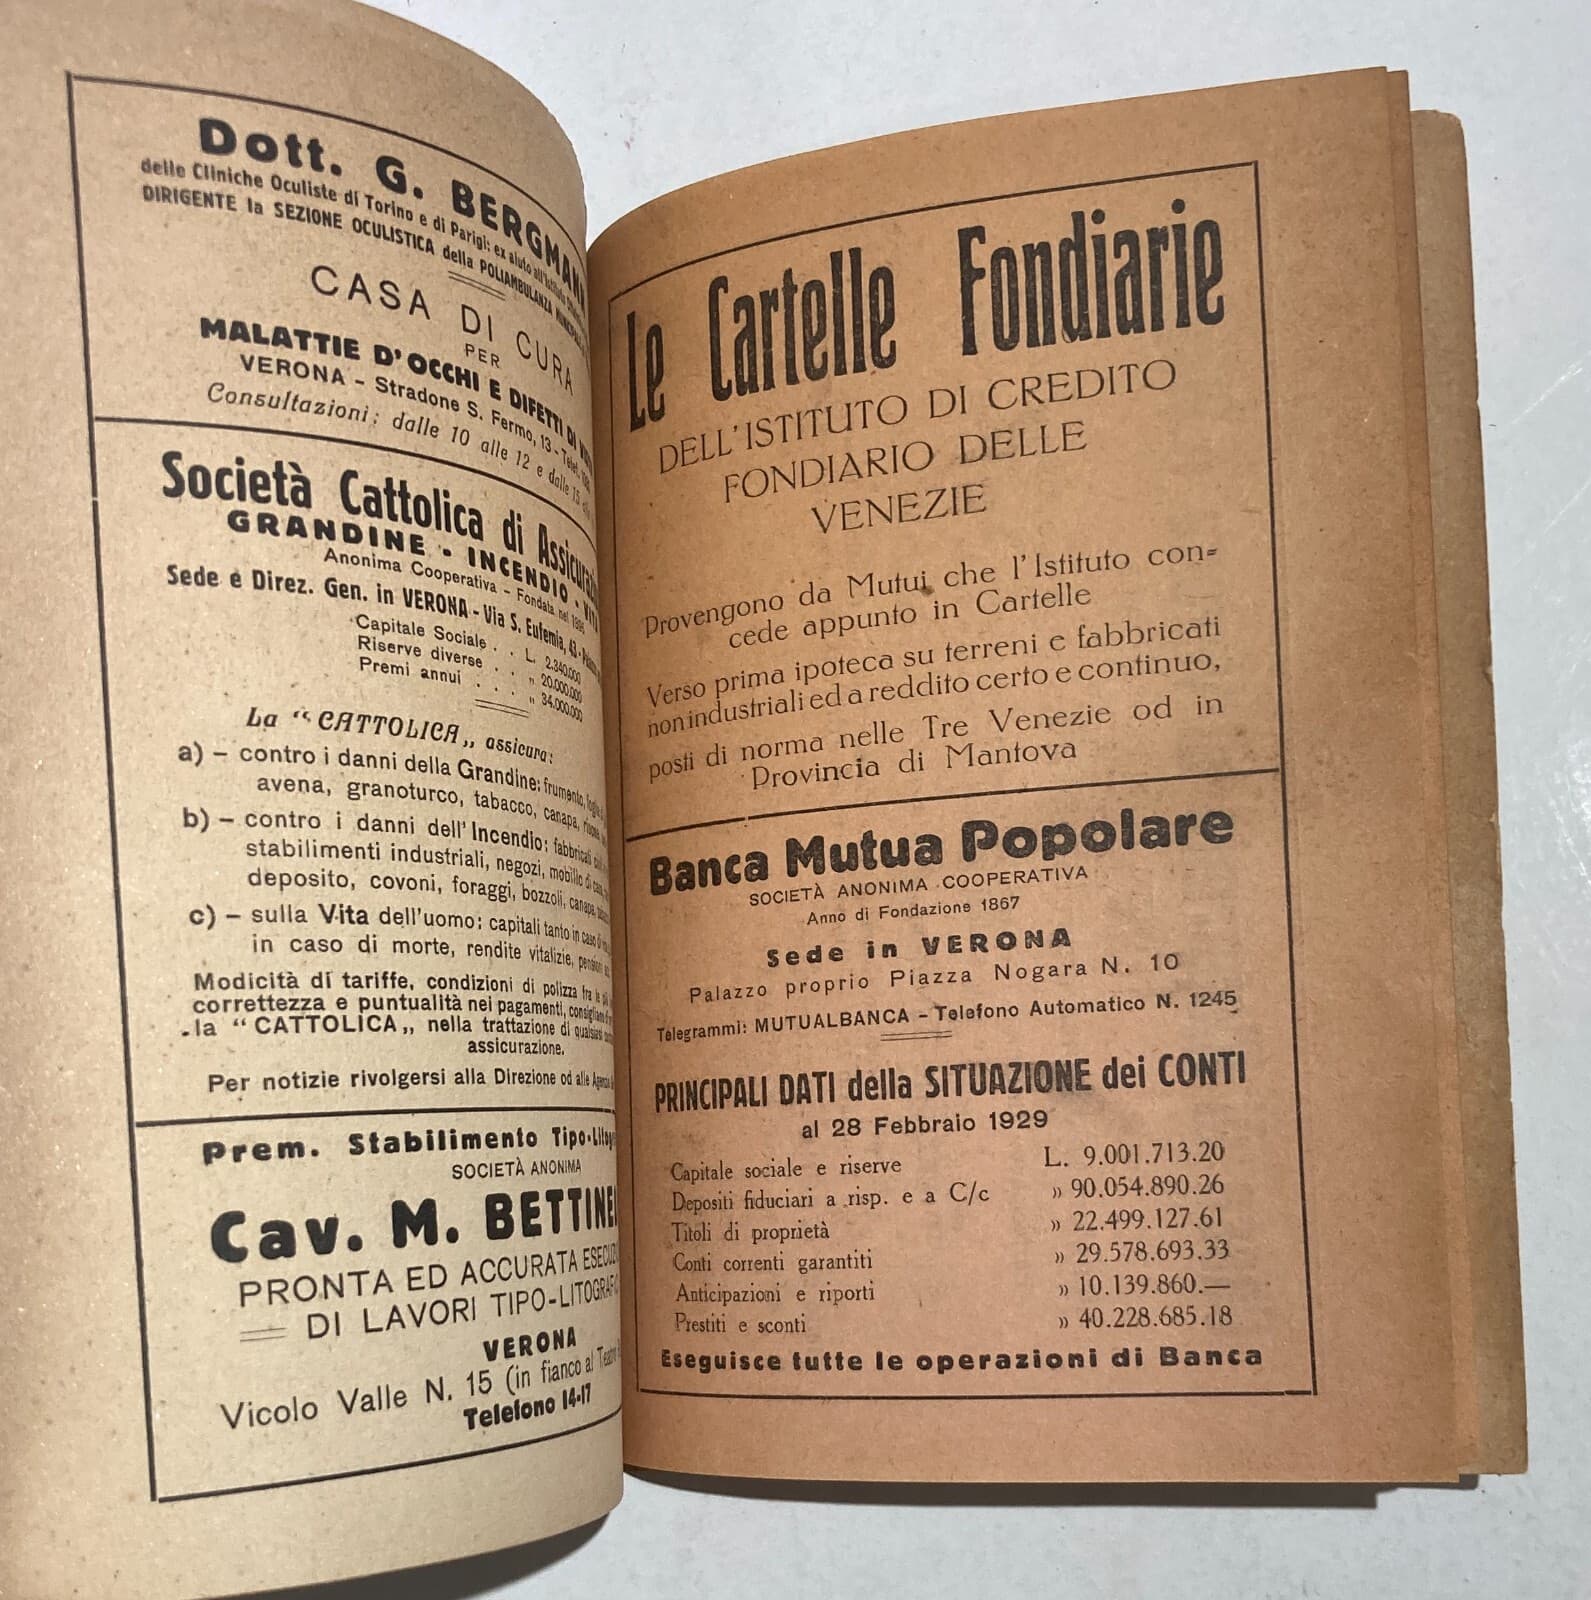 Dott. G. BERGMANN
delle Cliniche Oculiste di Torino e di Parigi: ex aiuto all'Istituto
DIRIGENTE la SEZIONE OCULISTICA della POLIAMBULANZA
CASA DI CURA
PER
MALATTIE D'OCCHI E DIFETTI DI
VERONA - Stradone S. Fermo, 13 - Telef.
Consultazioni: dalle 10 alle 12 e dalle 15
Società Cattolica di
GRANDINE - INCENDIO -
Anonima Cooperativa - Fondata nel 1896
Sede e Direz. Gen. in VERONA - Via S. Eufemia, 43 -
Capitale Sociale . . L. 2.340.000
Riserve diverse . . „ 20.000.000
Premi annui . . . „ 34.000.000
La “CATTOLICA„ assicura:
a) - contro i danni della Grandine: frumento,
avena, granoturco, tabacco, canapa,
b) - contro i danni dell'Incendio: fabbricati
stabilimenti industriali, negozi, mobilio di casa,
deposito, covoni, foraggi, bozzoli, canapa,
c) - sulla Vita dell'uomo: capitali tanto in caso di
in caso di morte, rendite vitalizie, pensioni
Modicità di tariffe, condizioni di polizza fra le più
correttezza e puntualità nei pagamenti,
la “CATTOLICA„ nella trattazione di qualsiasi
assicurazione.
Per notizie rivolgersi alla Direzione od alle
Prem. Stabilimento
SOCIETÀ ANONIMA
Cav. M.
PRONTA ED ACCURATA
DI LAVORI
VERONA
Vicolo Valle N. 15 (in fianco al
Telefono 14-17
Le Cartelle Fondiarie
DELL'ISTITUTO DI CREDITO
FONDIARIO DELLE
VENEZIE
Provengono da Mutui che l'Istituto con=
cede appunto in Cartelle
Verso prima ipoteca su terreni e fabbricati
non industriali ed a reddito certo e continuo,
posti di norma nelle Tre Venezie od in
Provincia di Mantova
Banca Mutua Popolare
SOCIETÀ ANONIMA COOPERATIVA
Anno di Fondazione 1867
Sede in VERONA
Palazzo proprio Piazza Nogara N. 10
Telegrammi: MUTUALBANCA - Telefono Automatico N. 1245
PRINCIPALI DATI della SITUAZIONE dei CONTI
al 28 Febbraio 1929
Capitale sociale e riserve L. 9.001.713.20
Depositi fiduciari a risp. e a C/c » 90.054.890.26
Titoli di proprietà » 22.499.127.61
Conti correnti garantiti » 29.578.693.33
Anticipazioni e riporti » 10.139.860.—
Prestiti e sconti » 40.228.685.18
Eseguisce tutte le operazioni di Banca